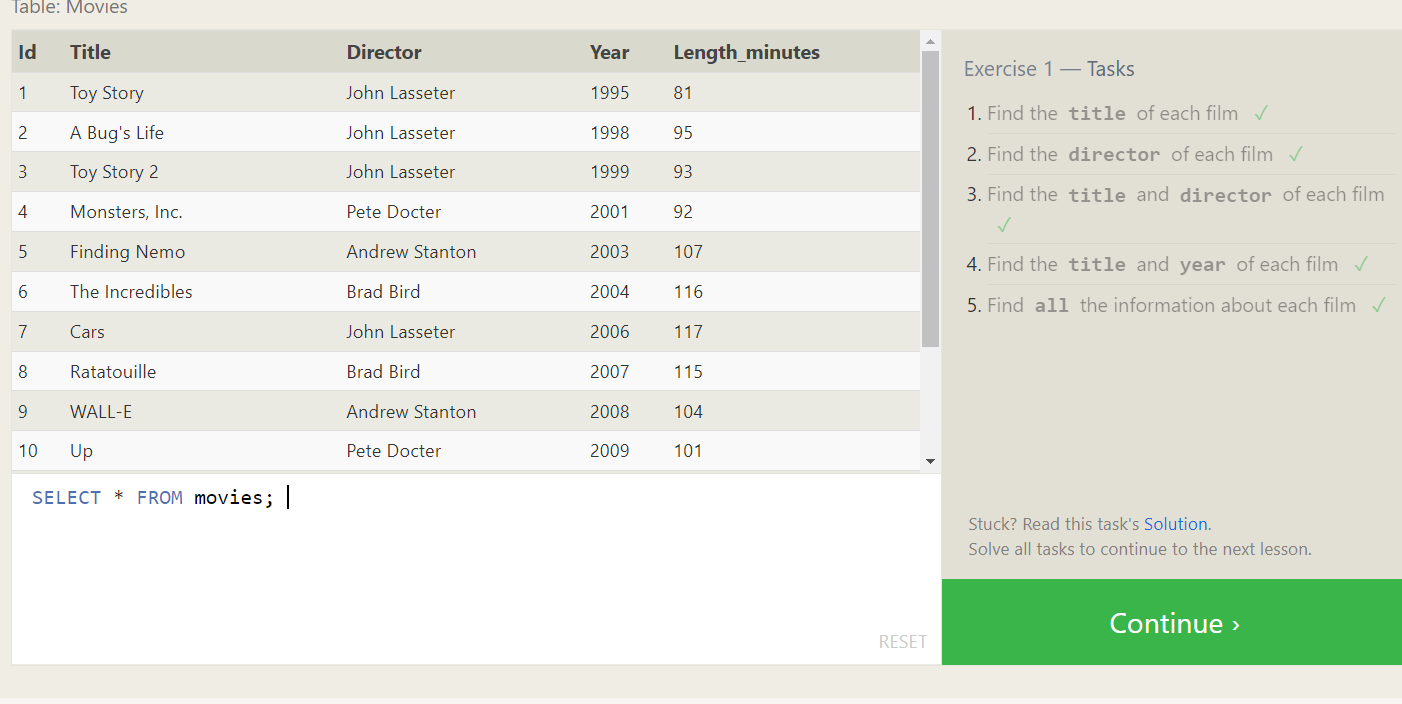 Table: Movies
Id Title Director Year Length_minutes
1 Toy Story John Lasseter 1995 81
2 A Bug's Life John Lasseter 1998 95
3 Toy Story 2 John Lasseter 1999 93
4 Monsters, Inc. Pete Docter 2001 92
5 Finding Nemo Andrew Stanton 2003 107
6 The Incredibles Brad Bird 2004 116
7 Cars John Lasseter 2006 117
8 Ratatouille Brad Bird 2007 115
9 WALL-E Andrew Stanton 2008 104
10 Up Pete Docter 2009 101
SELECT * FROM movies;
RESET
Exercise 1 — Tasks
1. Find the title of each film ✓
2. Find the director of each film ✓
3. Find the title and director of each film
✓
4. Find the title and year of each film ✓
5. Find all the information about each film ✓
Stuck? Read this task's Solution.
Solve all tasks to continue to the next lesson.
Continue ›